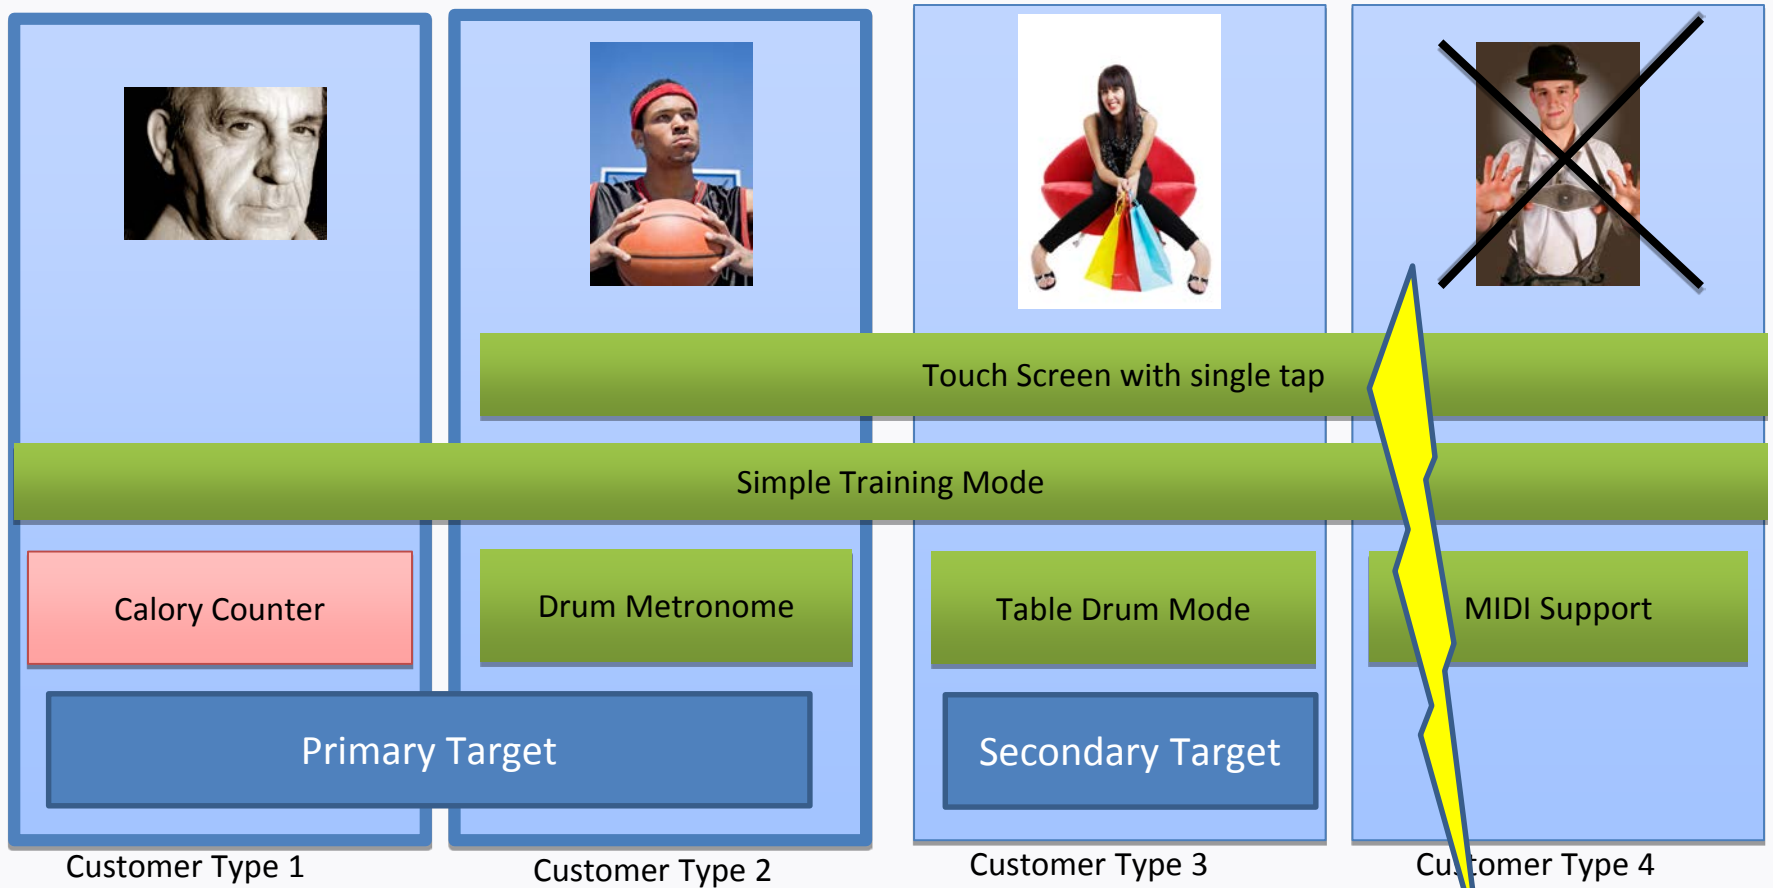 Touch Screen with single tap
Simple Training Mode
Calory Counter
Drum Metronome
Table Drum Mode
MIDI Support
Primary Target
Secondary Target
Customer Type 1
Customer Type 2
Customer Type 3
Customer Type 4